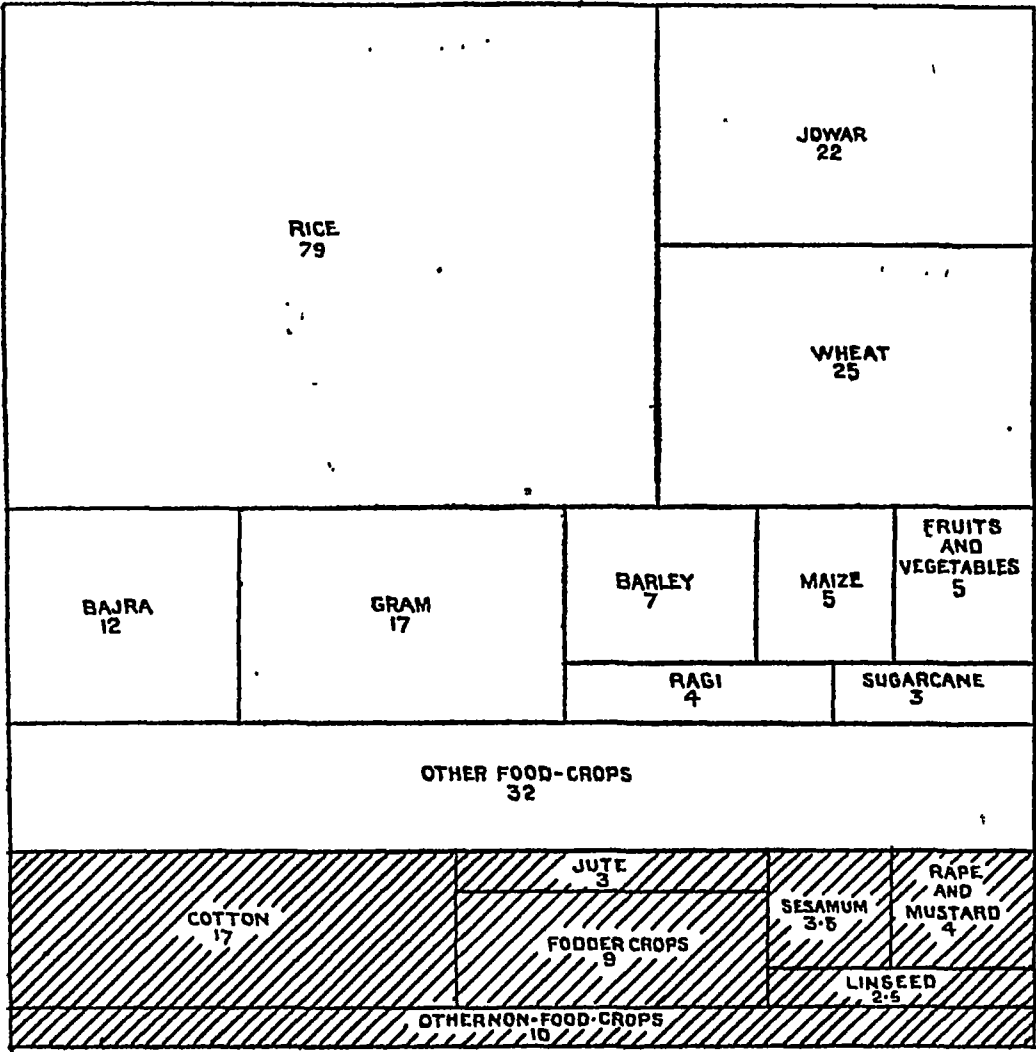 JOWAR
22
RICE
79
WHEAT
25
BAJRA
12
GRAM
17
BARLEY
7
MAIZE
5
FRUITS
AND
VEGETABLES
5
RAGI
4
SUGARCANE
3
OTHER FOOD-CROPS
32
COTTON
17
JUTE
3
FODDER CROPS
9
SESAMUM
3·5
RAPE
AND
MUSTARD
4
LINSEED
2·5
OTHER NON-FOOD-CROPS
10